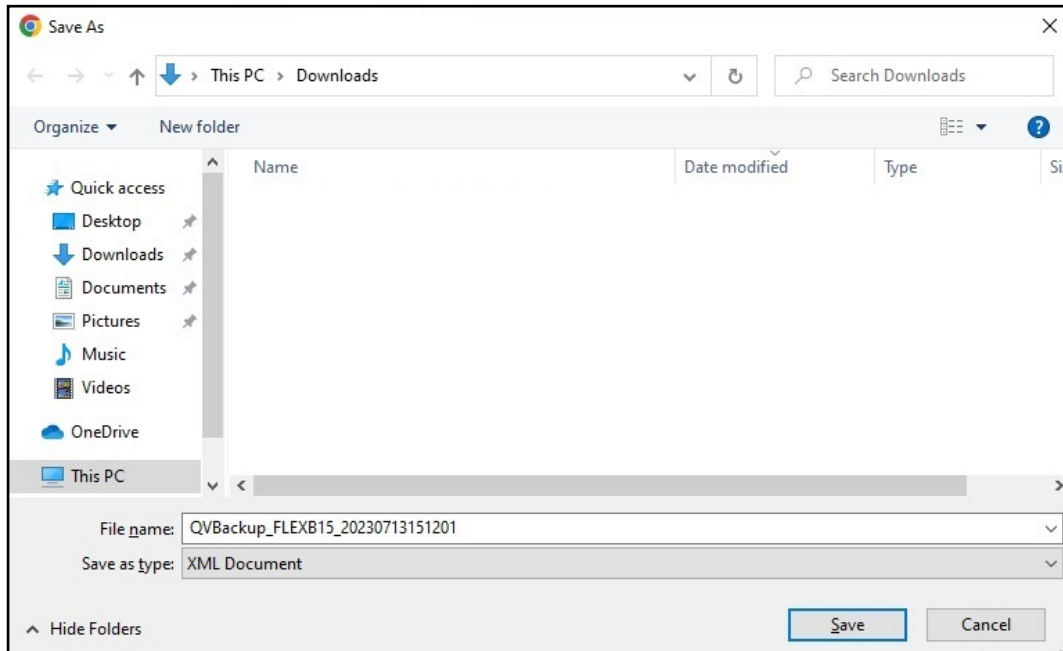 Save As
This PC > Downloads
Search Downloads
Organize
New folder
Name
Date modified
Type
Si
Quick access
Desktop
Downloads
Documents
Pictures
Music
Videos
OneDrive
This PC
File name: QVBackup_FLEXB15_20230713151201
Save as type: XML Document
Hide Folders
Save
Cancel